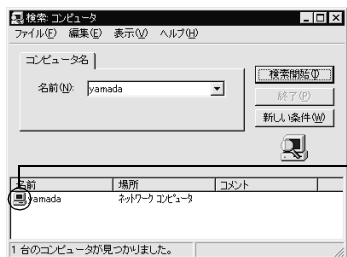 検索: コンピュータ
ファイル(F) 編集(E) 表示(V) ヘルプ(H)
コンピュータ名
名前(N): yamada
検索開始(I)
終了(P)
新しい条件(W)
名前 場所 コメント
yamada ネットワーク コンピュータ
1 台のコンピュータが見つかりました。